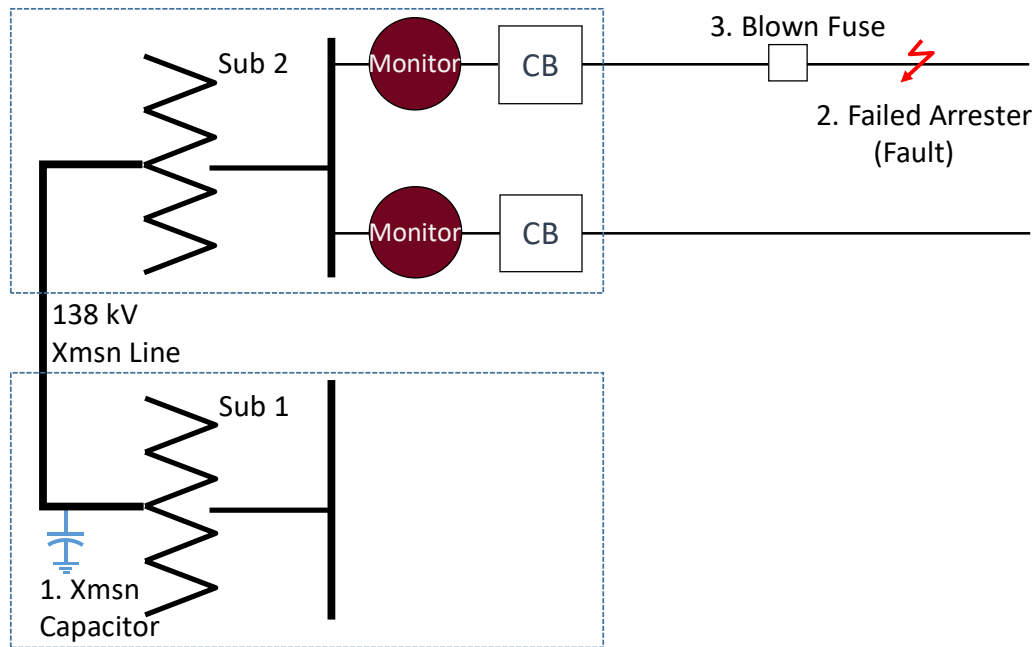 3. Blown Fuse
Sub 2
Monitor
CB
2. Failed Arrester
(Fault)
Monitor
CB
138 kV
Xmsn Line
Sub 1
1. Xmsn
Capacitor